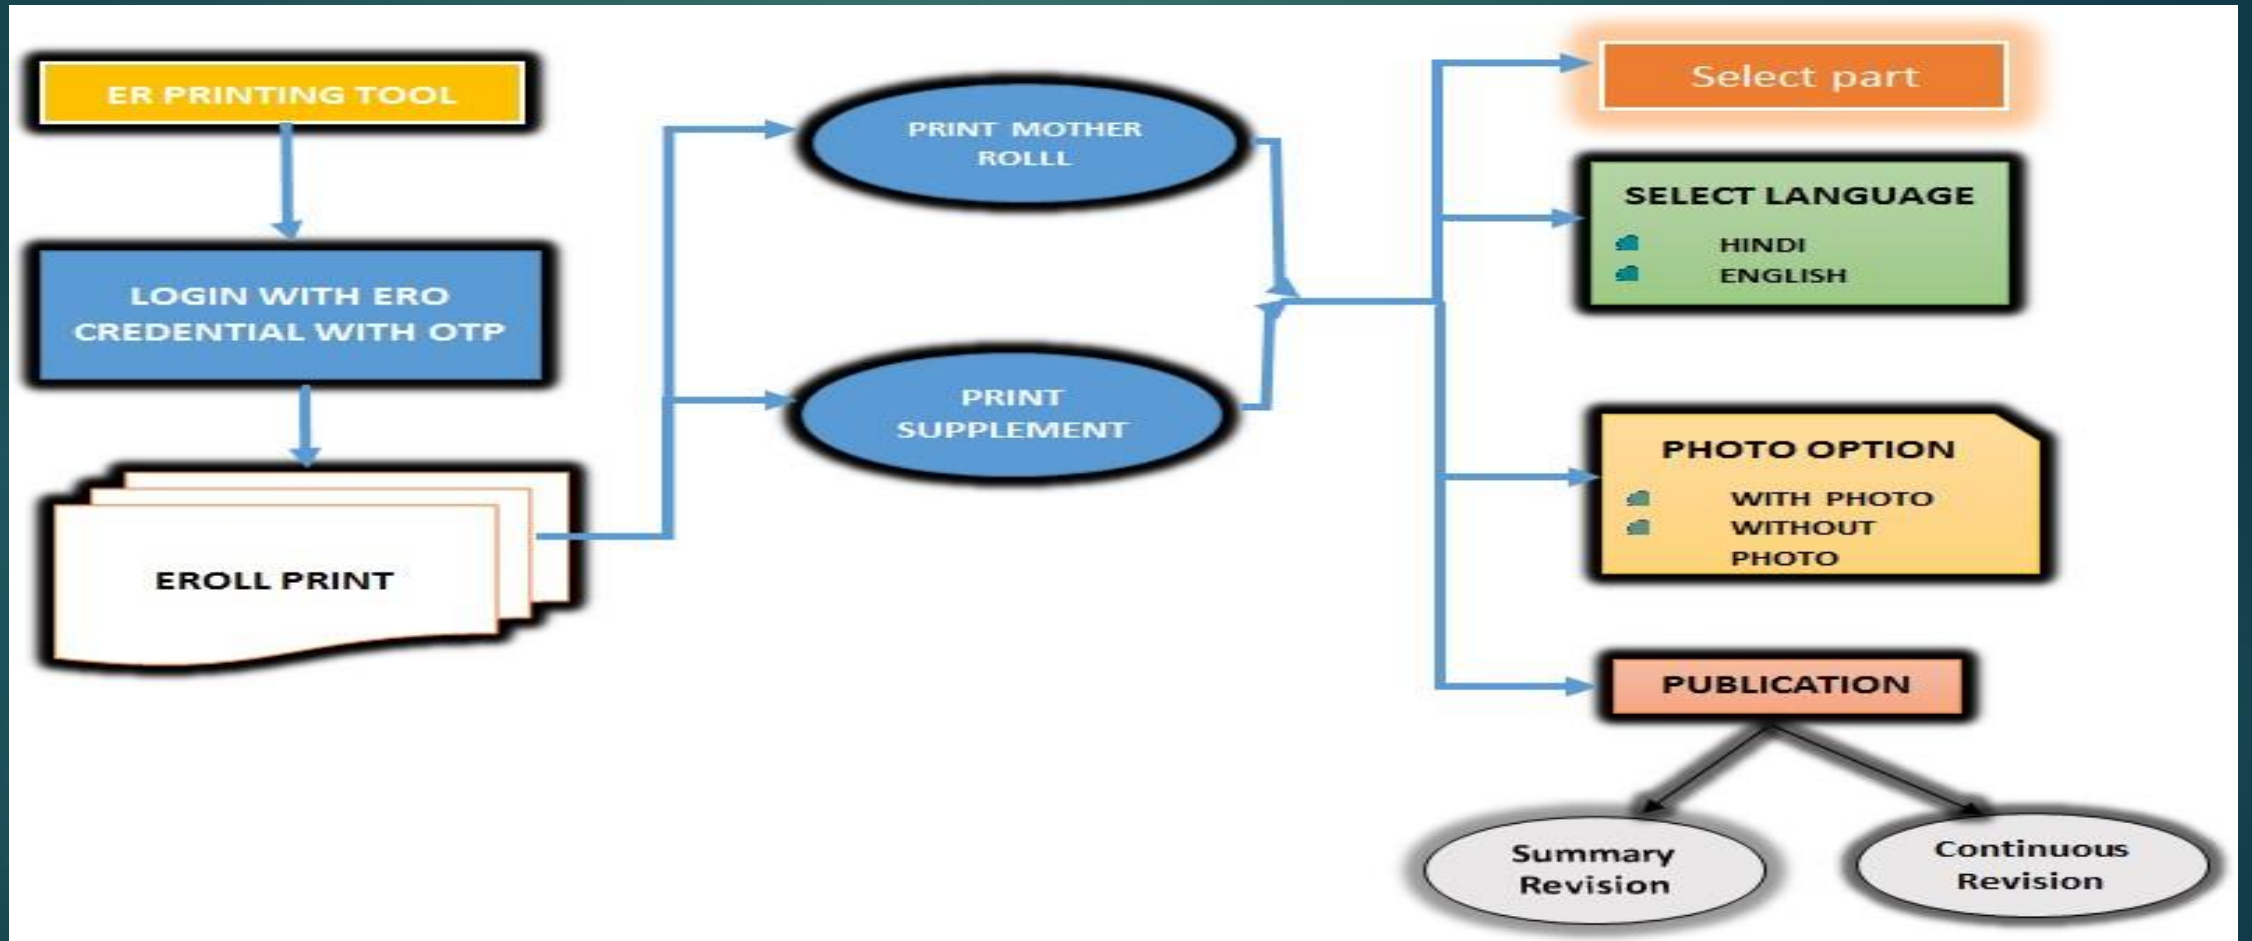 ER PRINTING TOOL
LOGIN WITH ERO
CREDENTIAL WITH OTP
EROLL PRINT
PRINT MOTHER
ROLLL
PRINT
SUPPLEMENT
Select part
SELECT LANGUAGE
HINDI
ENGLISH
PHOTO OPTION
WITH PHOTO
WITHOUT
PHOTO
PUBLICATION
Summary
Revision
Continuous
Revision